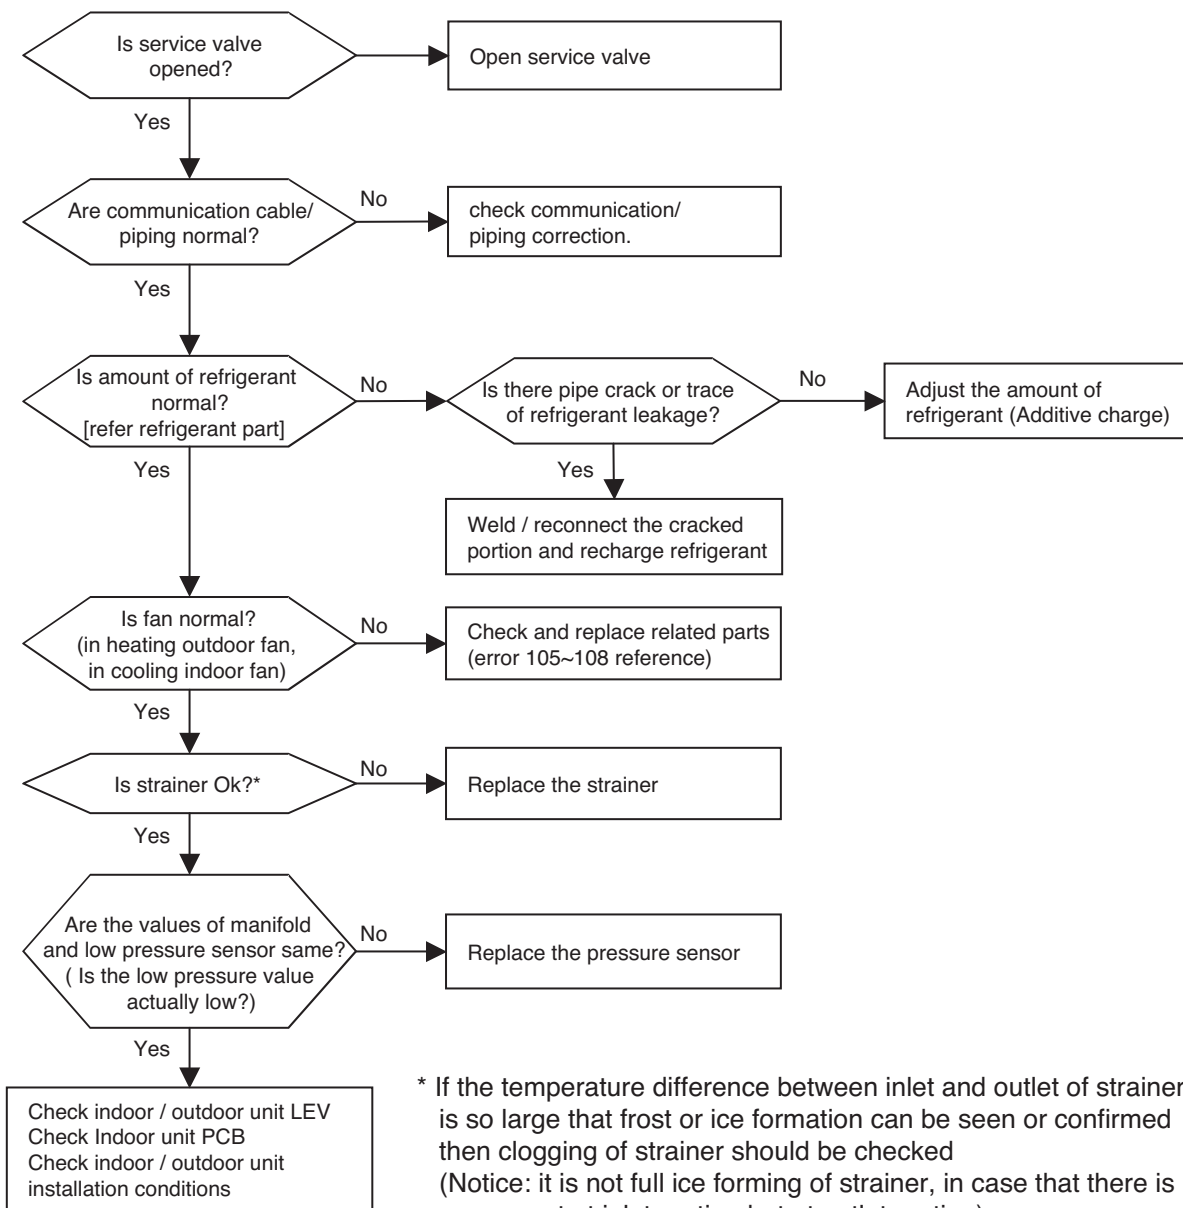 Is service valve
opened?
Open service valve
Yes
Are communication cable/
piping normal?
No
check communication/
piping correction.
Yes
Is amount of refrigerant
normal?
[refer refrigerant part]
No
Is there pipe crack or trace
of refrigerant leakage?
No
Adjust the amount of
refrigerant (Additive charge)
Yes
Yes
Weld / reconnect the cracked
portion and recharge refrigerant
Is fan normal?
(in heating outdoor fan,
in cooling indoor fan)
No
Check and replace related parts
(error 105~108 reference)
Yes
Is strainer Ok?*
No
Replace the strainer
Yes
Are the values of manifold
and low pressure sensor same?
( Is the low pressure value
actually low?)
No
Replace the pressure sensor
Yes
Check indoor / outdoor unit LEV
Check Indoor unit PCB
Check indoor / outdoor unit
installation conditions
* If the temperature difference between inlet and outlet of strainer
is so large that frost or ice formation can be seen or confirmed
then clogging of strainer should be checked
(Notice: it is not full ice forming of strainer, in case that there is